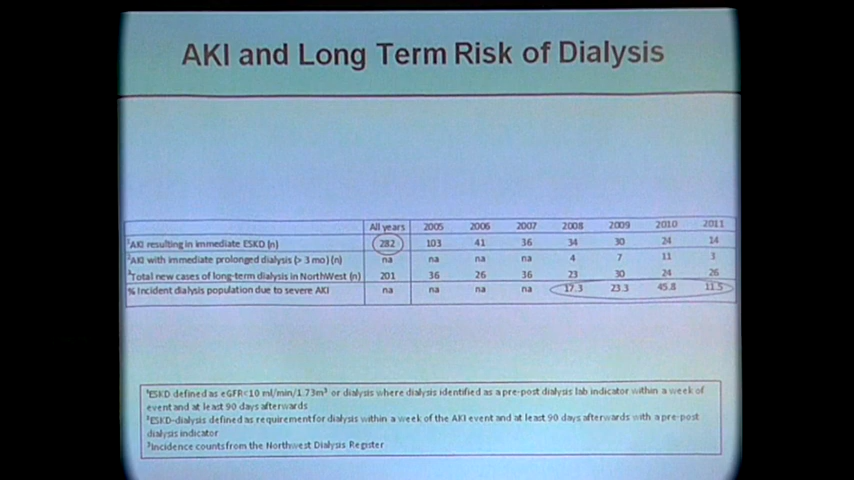 AKI and Long Term Risk of Dialysis
All years 2005 2006 2007 2008 2009 2010 2011
¹AKI resulting in immediate ESKD (n) 282 103 41 36 34 30 24 14
²AKI with immediate prolonged dialysis (> 3 mo) (n) na na na na 4 7 11 3
³Total new cases of long-term dialysis in NorthWest (n) 201 36 26 36 23 30 24 26
% Incident dialysis population due to severe AKI na na na na 17.3 23.3 45.8 11.5
¹ESKD defined as eGFR<10 ml/min/1.73m² or dialysis where dialysis identified as a pre-post dialysis lab indicator within a week of
event and at least 90 days afterwards
²ESKD-dialysis defined as requirement for dialysis within a week of the AKI event and at least 90 days afterwards with a pre-post
dialysis indicator
³Incidence counts from the Northwest Dialysis Register